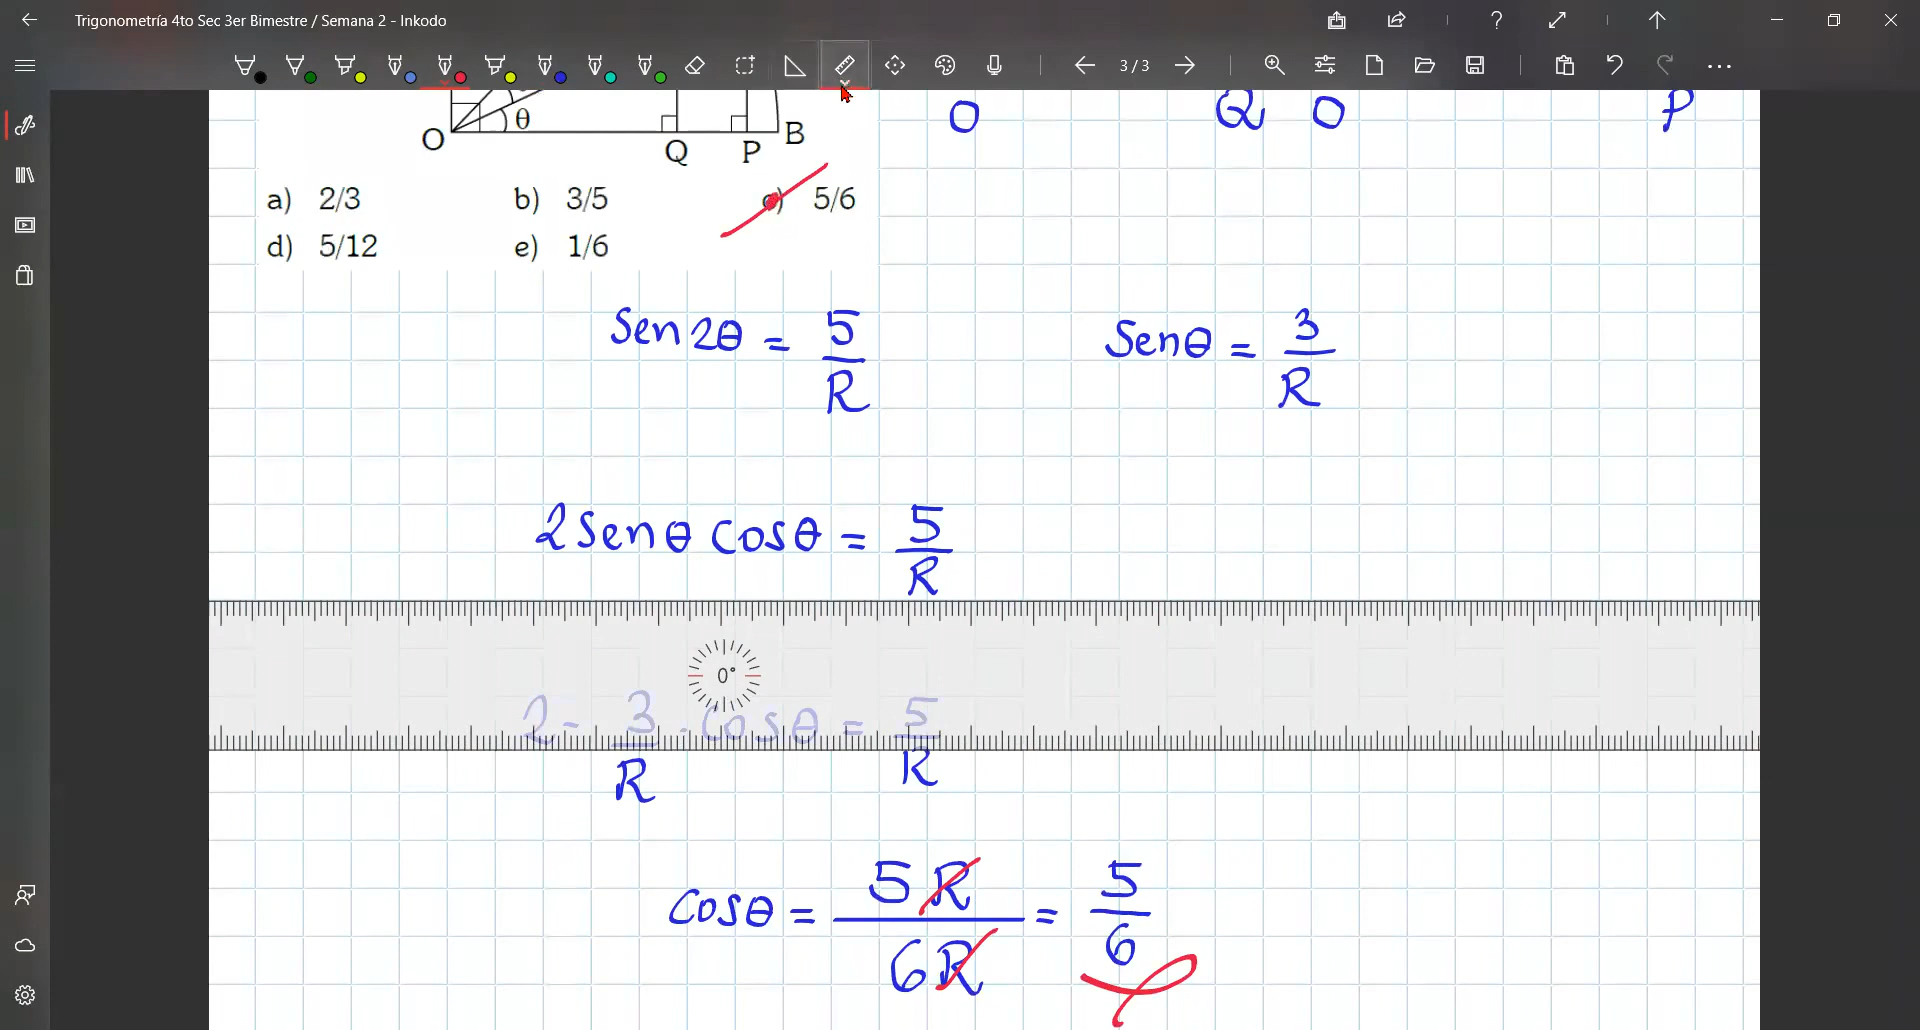 Trigonometría 4to Sec 3er Bimestre / Semana 2 - Inkodo
3 / 3
O θ Q P B
O Q O P
a) 2/3 b) 3/5 c) 5/6
d) 5/12 e) 1/6
Sen 2θ = 5/R Senθ = 3/R
2 Senθ Cosθ = 5/R
0°
2 - 3/R . Cosθ = 5/R
Cosθ = 5R/6R = 5/6